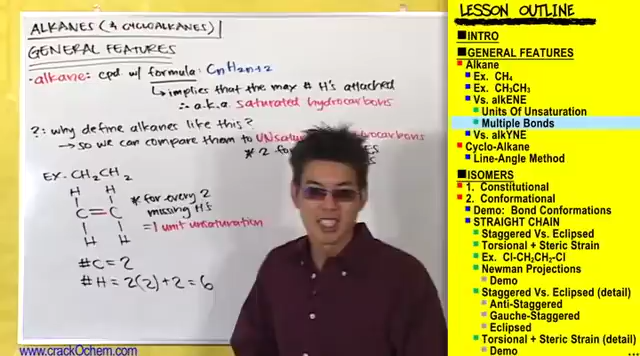 ALKANES (& CYCLOALKANES)
GENERAL FEATURES
-alkane: cpd w/ formula: CnH2n+2
↳ implies that the max # H's attached
∴ a.k.a. saturated hydrocarbons
?: why define alkanes like this?
→ so we can compare them to UNsaturated hydrocarbons
* 2 fo
Ex. CH2CH2
H H
C=C
H H
* for every 2
missing H's
= 1 unit unsaturation
#C = 2
#H = 2(2)+2 = 6
www.crackOchem.com
LESSON OUTLINE
INTRO
GENERAL FEATURES
Alkane
Ex. CH4
Ex. CH3CH3
Vs. alkENE
Units Of Unsaturation
Multiple Bonds
Vs. alkYNE
Cyclo-Alkane
Line-Angle Method
ISOMERS
1. Constitutional
2. Conformational
Demo: Bond Conformations
STRAIGHT CHAIN
Staggered Vs. Eclipsed
Torsional + Steric Strain
Ex. Cl-CH2CH2-Cl
Newman Projections
Demo
Staggered Vs. Eclipsed (detail)
Anti-Staggered
Gauche-Staggered
Eclipsed
Torsional + Steric Strain (detail)
Demo